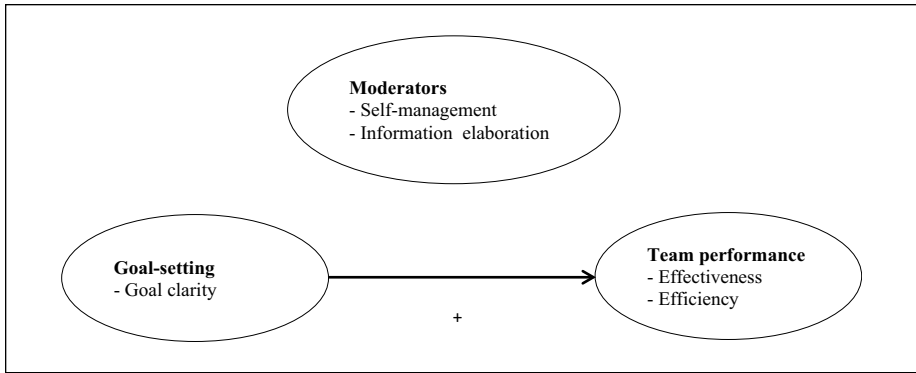 Moderators
- Self-management
- Information elaboration
Goal-setting
- Goal clarity
Team performance
- Effectiveness
- Efficiency
+